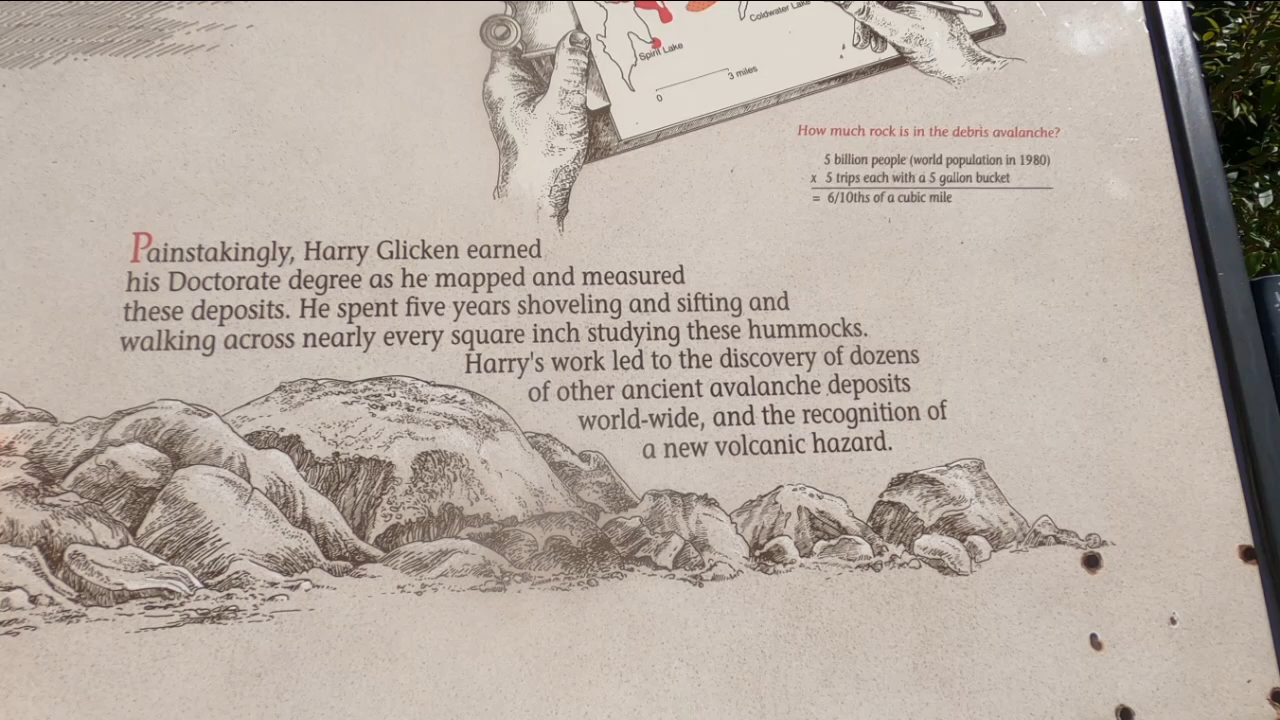 Coldwater Lake
Spirit Lake
0 3 miles
How much rock is in the debris avalanche?
5 billion people (world population in 1980)
x 5 trips each with a 5 gallon bucket
= 6/10ths of a cubic mile
Painstakingly, Harry Glicken earned
his Doctorate degree as he mapped and measured
these deposits. He spent five years shoveling and sifting and
walking across nearly every square inch studying these hummocks.
Harry's work led to the discovery of dozens
of other ancient avalanche deposits
world-wide, and the recognition of
a new volcanic hazard.